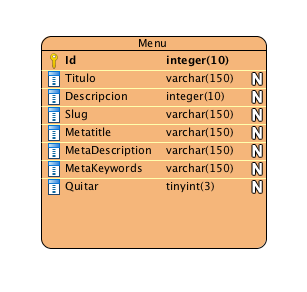 Menu
Id integer(10)
Titulo varchar(150) N
Descripcion integer(10) N
Slug varchar(150) N
Metatitle varchar(150) N
MetaDescription varchar(150) N
MetaKeywords varchar(150) N
Quitar tinyint(3) N